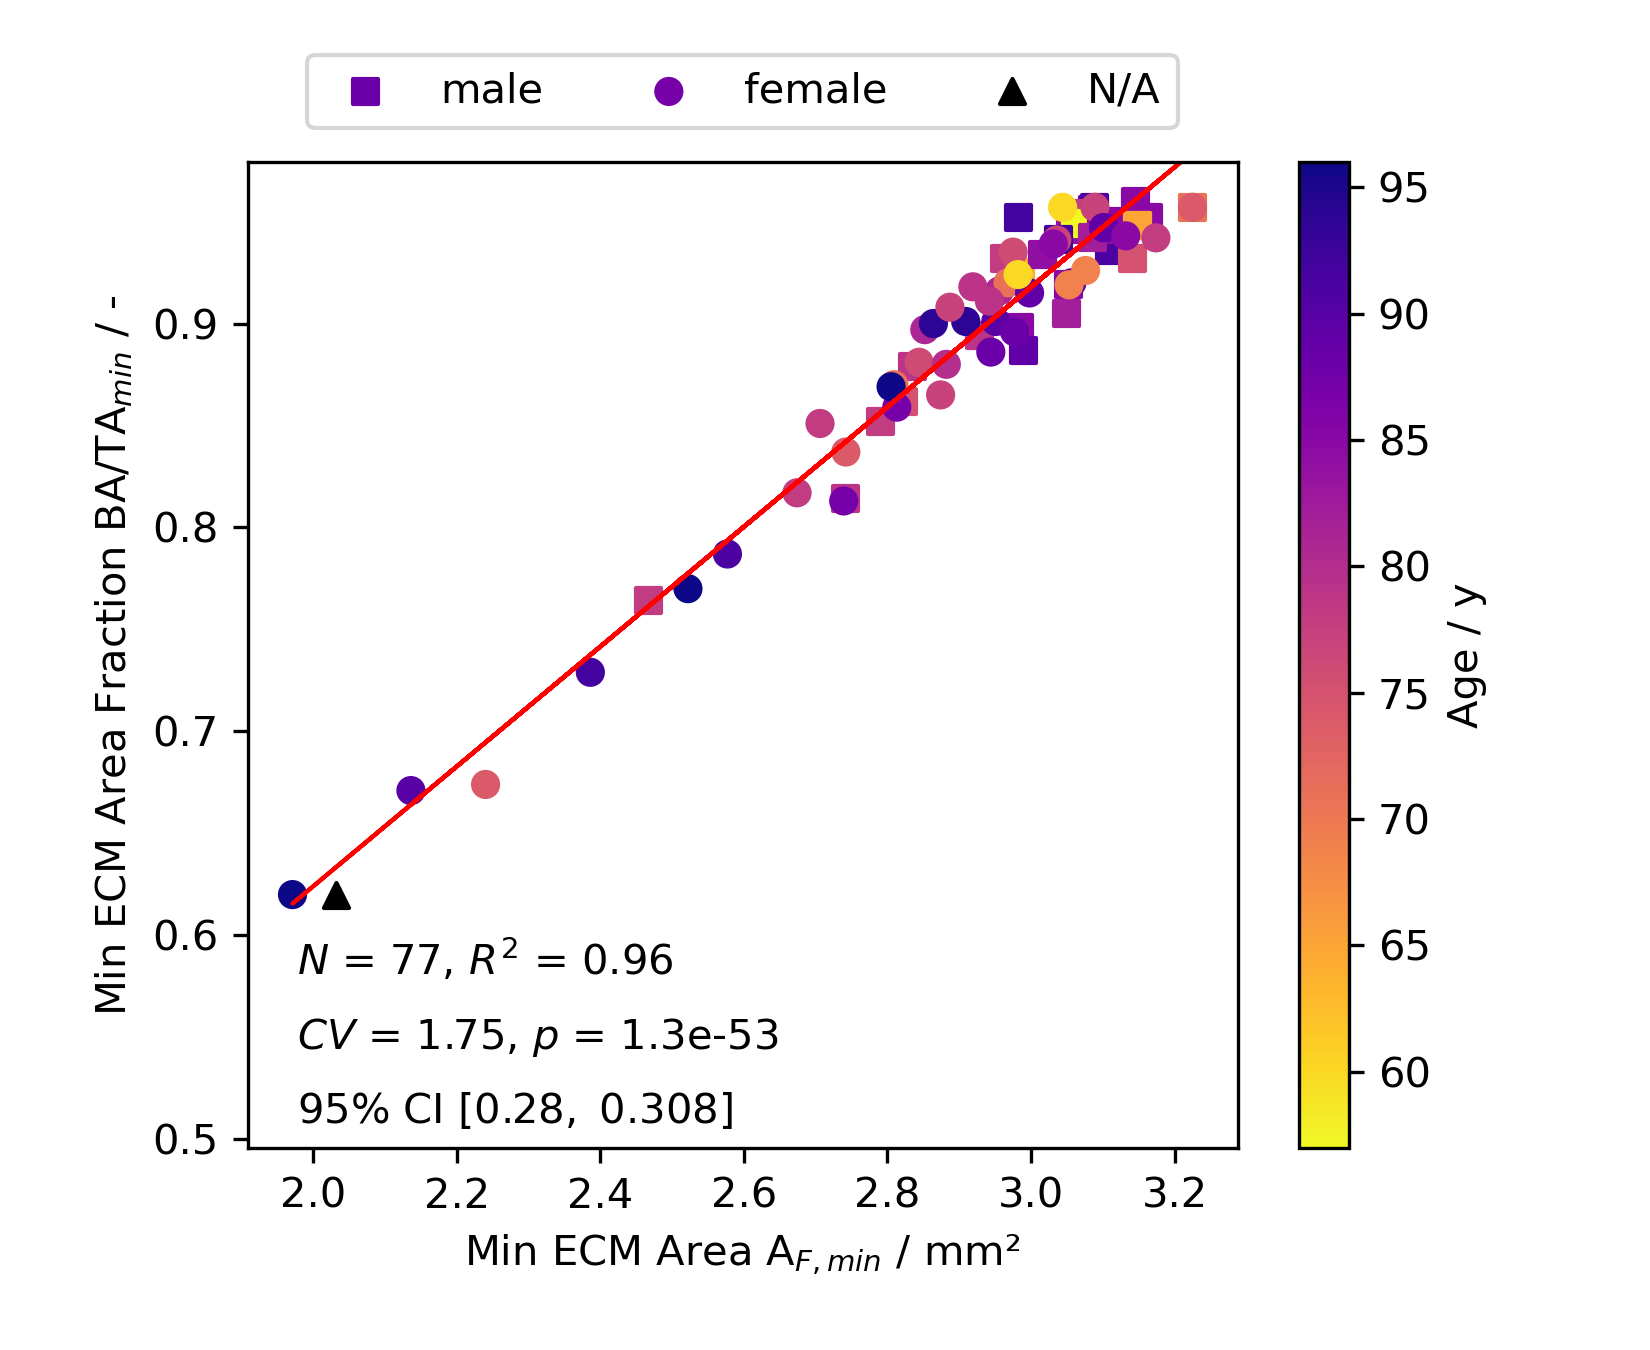 male female N/A
Min ECM Area Fraction BA/TA_min / -
0.9
0.8
0.7
0.6
0.5
N = 77, R² = 0.96
CV = 1.75, p = 1.3e-53
95% CI [0.28, 0.308]
2.0 2.2 2.4 2.6 2.8 3.0 3.2
Min ECM Area A_F,min / mm²
95
90
85
80
75
70
65
60
Age / y